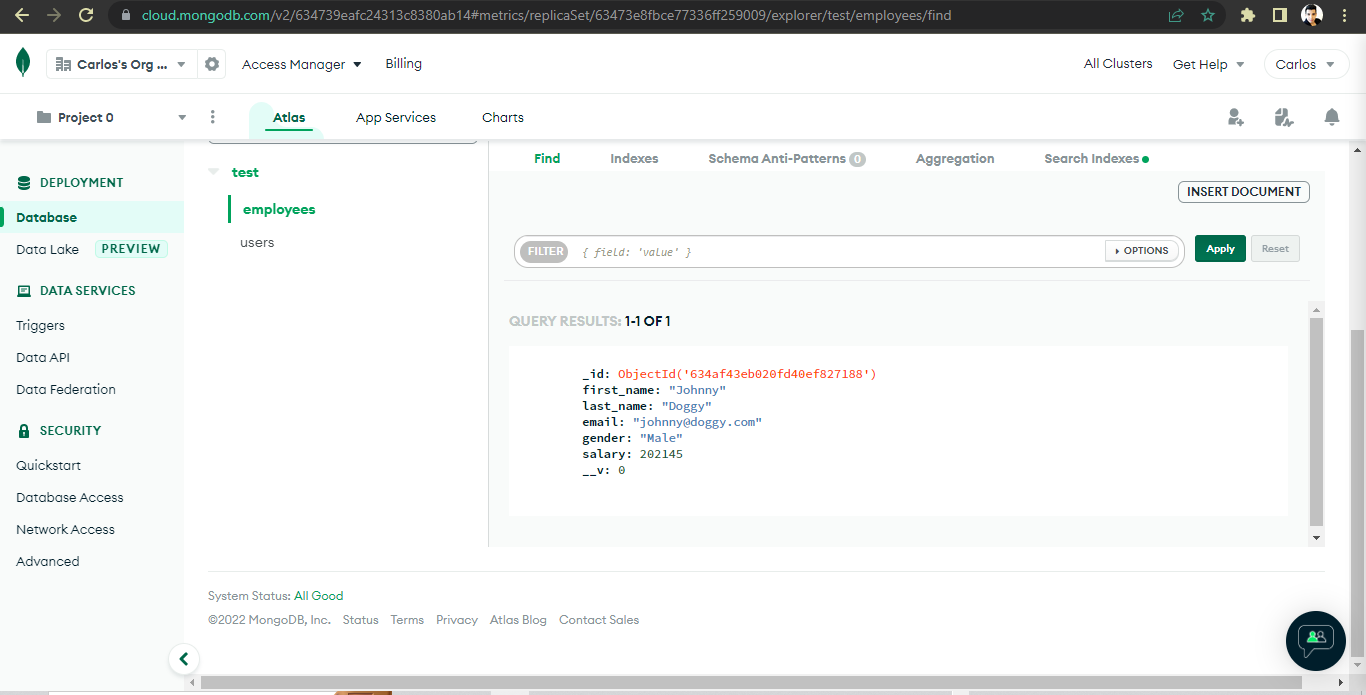 cloud.mongodb.com/v2/634739eafc24313c8380ab14#metrics/replicaSet/63473e8fbce77336ff259009/explorer/test/employees/find
Carlos's Org ... Access Manager Billing All Clusters Get Help Carlos
Project 0 Atlas App Services Charts
DEPLOYMENT
Database
Data Lake PREVIEW
DATA SERVICES
Triggers
Data API
Data Federation
SECURITY
Quickstart
Database Access
Network Access
Advanced
test
employees
users
Find Indexes Schema Anti-Patterns 0 Aggregation Search Indexes
INSERT DOCUMENT
FILTER { field: 'value' } OPTIONS Apply Reset
QUERY RESULTS: 1-1 OF 1
_id: ObjectId('634af43eb020fd40ef827188')
first_name: "Johnny"
last_name: "Doggy"
email: "johnny@doggy.com"
gender: "Male"
salary: 202145
__v: 0
System Status: All Good
©2022 MongoDB, Inc. Status Terms Privacy Atlas Blog Contact Sales